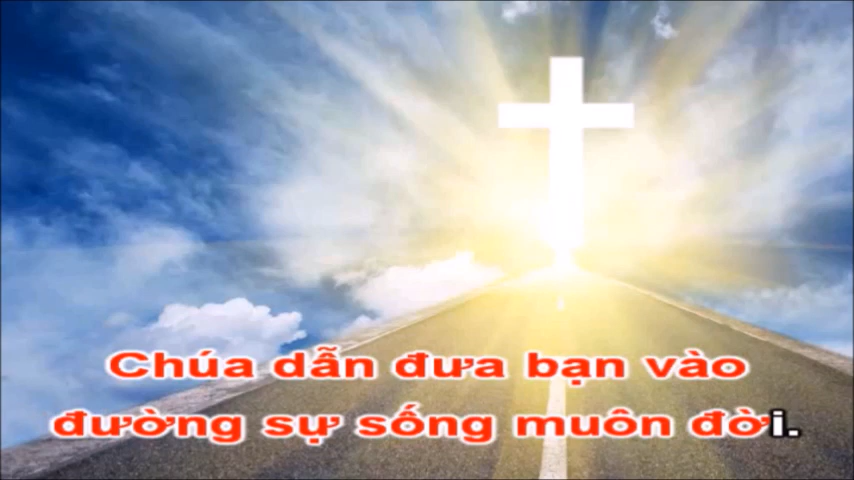 Chúa dẫn đưa bạn vào
đường sự sống muôn đời.